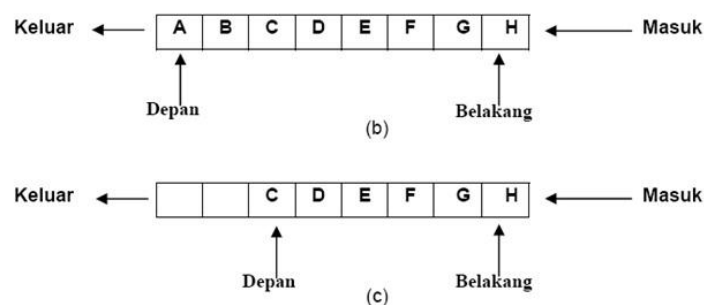 Keluar A B C D E F G H Masuk
Depan Belakang
(b)
Keluar C D E F G H Masuk
Depan Belakang
(c)